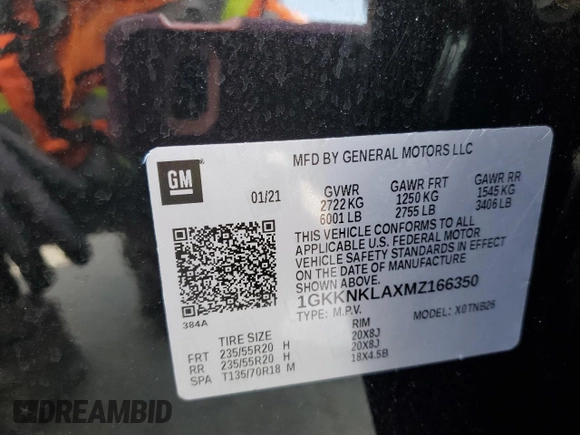 MFD BY GENERAL MOTORS LLC
GM
01/21
GVWR GAWR FRT GAWR RR
2722 KG 1250 KG 1545 KG
6001 LB 2755 LB 3406 LB
THIS VEHICLE CONFORMS TO ALL
APPLICABLE U.S. FEDERAL MOTOR
VEHICLE SAFETY STANDARDS IN EFFECT
ON THE DATE OF MANUFACTURE
SHOWN ABOVE.
1GKKNKLAXMZ166350
TYPE: M.P.V. MODEL: X0TNB26
384A
TIRE SIZE RIM
FRT 235/55R20 H 20X8J
RR 235/55R20 H 20X8J
SPA T135/70R18 M 18X4.5B
DREAMBID